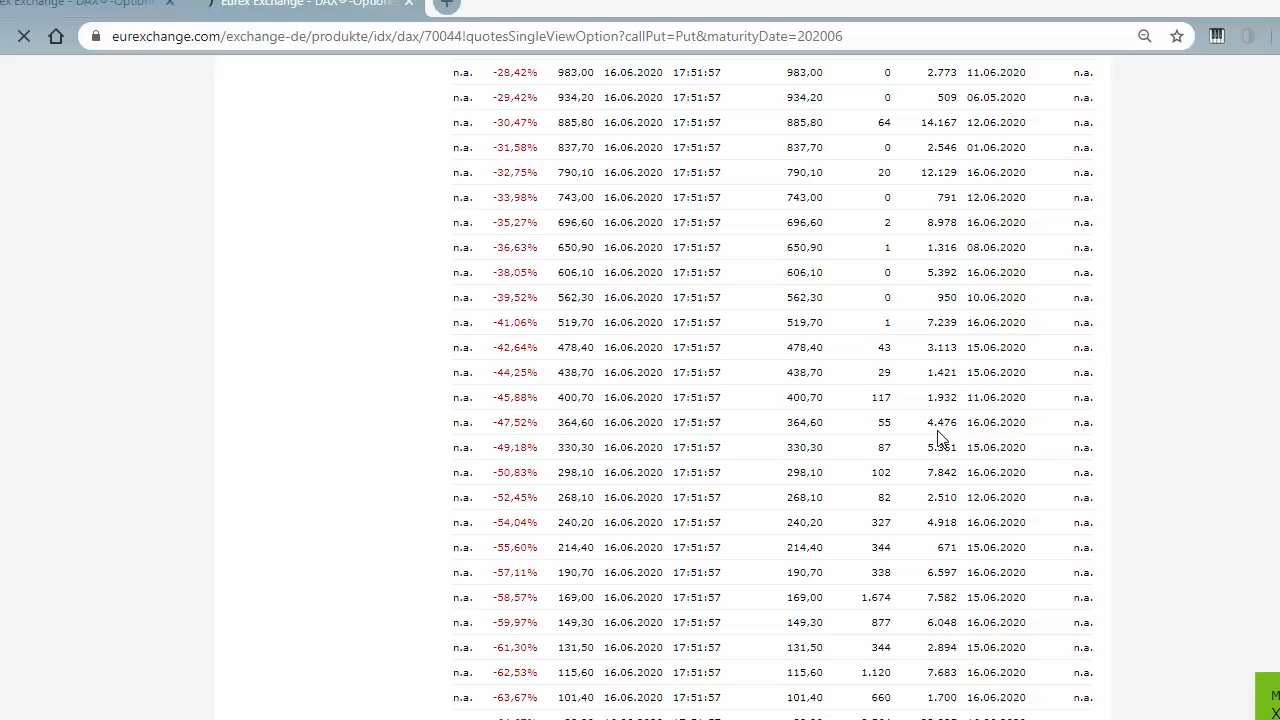 ex Exchange - DAX®-Option
Eurex Exchange - DAX®-Option
eurexchange.com/exchange-de/produkte/idx/dax/70044!quotesSingleViewOption?callPut=Put&maturityDate=202006
n.a. -28,42% 983,00 16.06.2020 17:51:57 983,00 0 2.773 11.06.2020 n.a.
n.a. -29,42% 934,20 16.06.2020 17:51:57 934,20 0 509 06.05.2020 n.a.
n.a. -30,47% 885,80 16.06.2020 17:51:57 885,80 64 14.167 12.06.2020 n.a.
n.a. -31,58% 837,70 16.06.2020 17:51:57 837,70 0 2.546 01.06.2020 n.a.
n.a. -32,75% 790,10 16.06.2020 17:51:57 790,10 20 12.129 16.06.2020 n.a.
n.a. -33,98% 743,00 16.06.2020 17:51:57 743,00 0 791 12.06.2020 n.a.
n.a. -35,27% 696,60 16.06.2020 17:51:57 696,60 2 8.978 16.06.2020 n.a.
n.a. -36,63% 650,90 16.06.2020 17:51:57 650,90 1 1.316 08.06.2020 n.a.
n.a. -38,05% 606,10 16.06.2020 17:51:57 606,10 0 5.392 16.06.2020 n.a.
n.a. -39,52% 562,30 16.06.2020 17:51:57 562,30 0 950 10.06.2020 n.a.
n.a. -41,06% 519,70 16.06.2020 17:51:57 519,70 1 7.239 16.06.2020 n.a.
n.a. -42,64% 478,40 16.06.2020 17:51:57 478,40 43 3.113 15.06.2020 n.a.
n.a. -44,25% 438,70 16.06.2020 17:51:57 438,70 29 1.421 15.06.2020 n.a.
n.a. -45,88% 400,70 16.06.2020 17:51:57 400,70 117 1.932 11.06.2020 n.a.
n.a. -47,52% 364,60 16.06.2020 17:51:57 364,60 55 4.476 16.06.2020 n.a.
n.a. -49,18% 330,30 16.06.2020 17:51:57 330,30 87 15.06.2020 n.a.
n.a. -50,83% 298,10 16.06.2020 17:51:57 298,10 102 7.842 16.06.2020 n.a.
n.a. -52,45% 268,10 16.06.2020 17:51:57 268,10 82 2.510 12.06.2020 n.a.
n.a. -54,04% 240,20 16.06.2020 17:51:57 240,20 327 4.918 16.06.2020 n.a.
n.a. -55,60% 214,40 16.06.2020 17:51:57 214,40 344 671 15.06.2020 n.a.
n.a. -57,11% 190,70 16.06.2020 17:51:57 190,70 338 6.597 16.06.2020 n.a.
n.a. -58,57% 169,00 16.06.2020 17:51:57 169,00 1.674 7.582 15.06.2020 n.a.
n.a. -59,97% 149,30 16.06.2020 17:51:57 149,30 877 6.048 16.06.2020 n.a.
n.a. -61,30% 131,50 16.06.2020 17:51:57 131,50 344 2.894 15.06.2020 n.a.
n.a. -62,53% 115,60 16.06.2020 17:51:57 115,60 1.120 7.683 16.06.2020 n.a.
n.a. -63,67% 101,40 16.06.2020 17:51:57 101,40 660 1.700 16.06.2020 n.a.
M
X